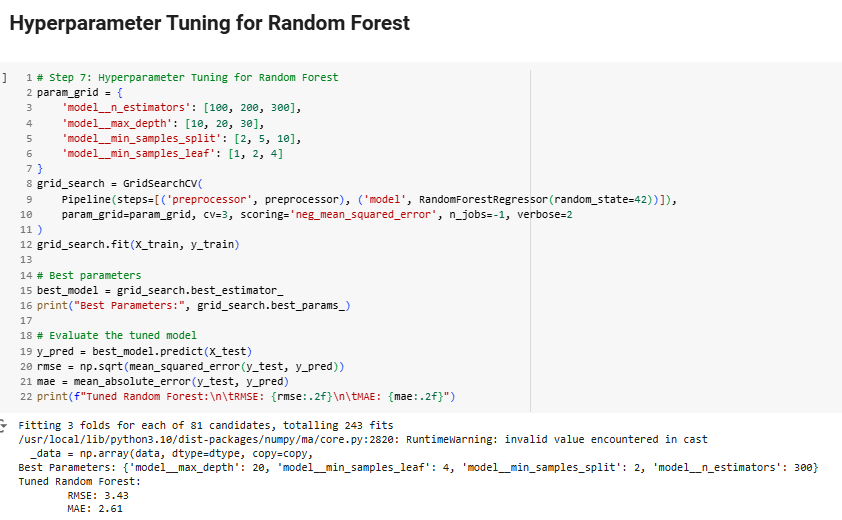 Hyperparameter Tuning for Random Forest
] 1 # Step 7: Hyperparameter Tuning for Random Forest
2 param_grid = {
3     'model__n_estimators': [100, 200, 300],
4     'model__max_depth': [10, 20, 30],
5     'model__min_samples_split': [2, 5, 10],
6     'model__min_samples_leaf': [1, 2, 4]
7 }
8 grid_search = GridSearchCV(
9     Pipeline(steps=[('preprocessor', preprocessor), ('model', RandomForestRegressor(random_state=42))]),
10     param_grid=param_grid, cv=3, scoring='neg_mean_squared_error', n_jobs=-1, verbose=2
11 )
12 grid_search.fit(X_train, y_train)
13
14 # Best parameters
15 best_model = grid_search.best_estimator_
16 print("Best Parameters:", grid_search.best_params_)
17
18 # Evaluate the tuned model
19 y_pred = best_model.predict(X_test)
20 rmse = np.sqrt(mean_squared_error(y_test, y_pred))
21 mae = mean_absolute_error(y_test, y_pred)
22 print(f"Tuned Random Forest:\n\tRMSE: {rmse:.2f}\n\tMAE: {mae:.2f}")
Fitting 3 folds for each of 81 candidates, totalling 243 fits
/usr/local/lib/python3.10/dist-packages/numpy/ma/core.py:2820: RuntimeWarning: invalid value encountered in cast
  _data = np.array(data, dtype=dtype, copy=copy,
Best Parameters: {'model__max_depth': 20, 'model__min_samples_leaf': 4, 'model__min_samples_split': 2, 'model__n_estimators': 300}
Tuned Random Forest:
        RMSE: 3.43
        MAE: 2.61